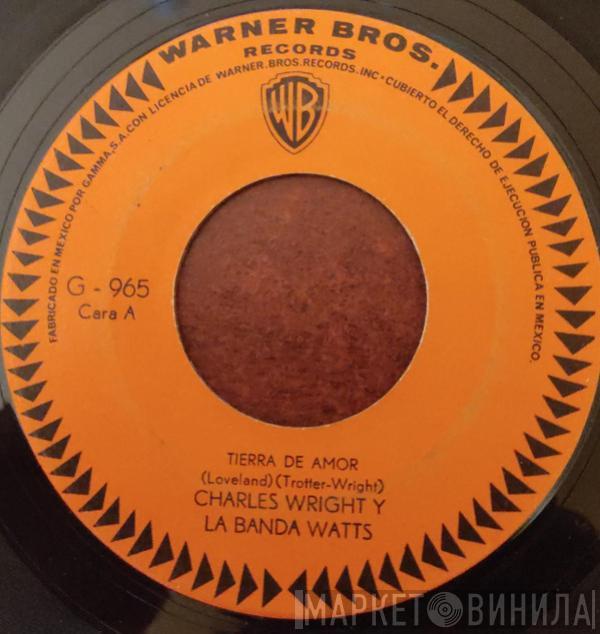 WARNER BROS.
RECORDS
FABRICADO EN MEXICO POR GAMMA, S.A. CON LICENCIA DE WARNER.BROS.RECORDS.INC • CUBIERTO EL DERECHO DE EJECUCION PUBLICA EN MEXICO.
WB
G - 965
Cara A
TIERRA DE AMOR
(Loveland) (Trotter-Wright)
CHARLES WRIGHT Y
LA BANDA WATTS
МАРКЕТ ВИНИЛА